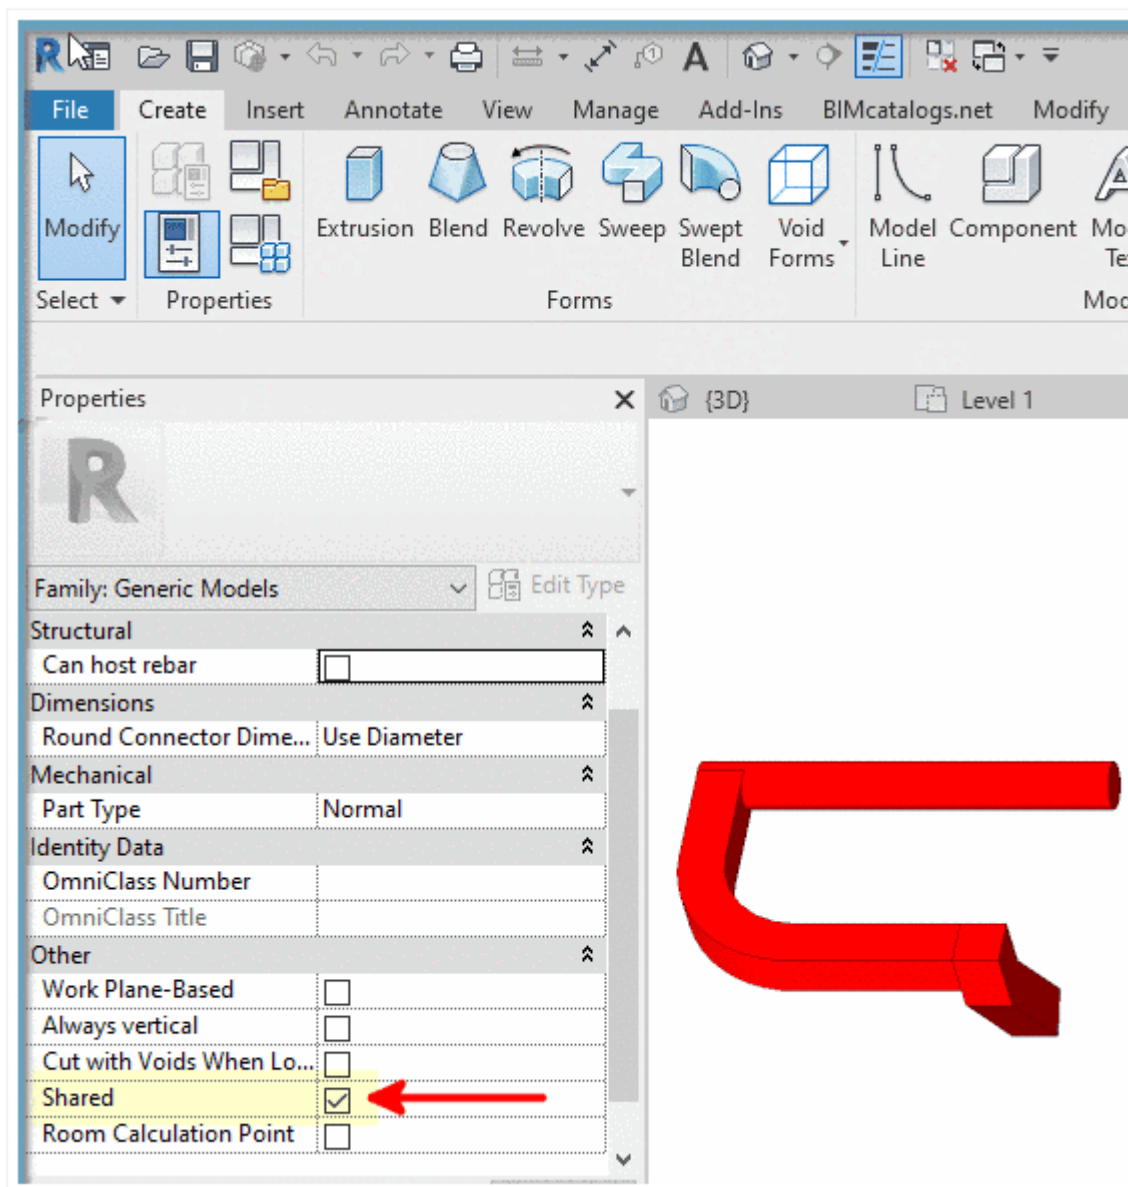 File Create Insert Annotate View Manage Add-Ins BIMcatalogs.net Modify
Modify
Extrusion Blend Revolve Sweep Swept Blend Void Forms Model Line Component
Select Properties Forms
Properties
{3D} Level 1
Family: Generic Models Edit Type
Structural
Can host rebar
Dimensions
Round Connector Dime... Use Diameter
Mechanical
Part Type Normal
Identity Data
OmniClass Number
OmniClass Title
Other
Work Plane-Based
Always vertical
Cut with Voids When Lo...
Shared
Room Calculation Point